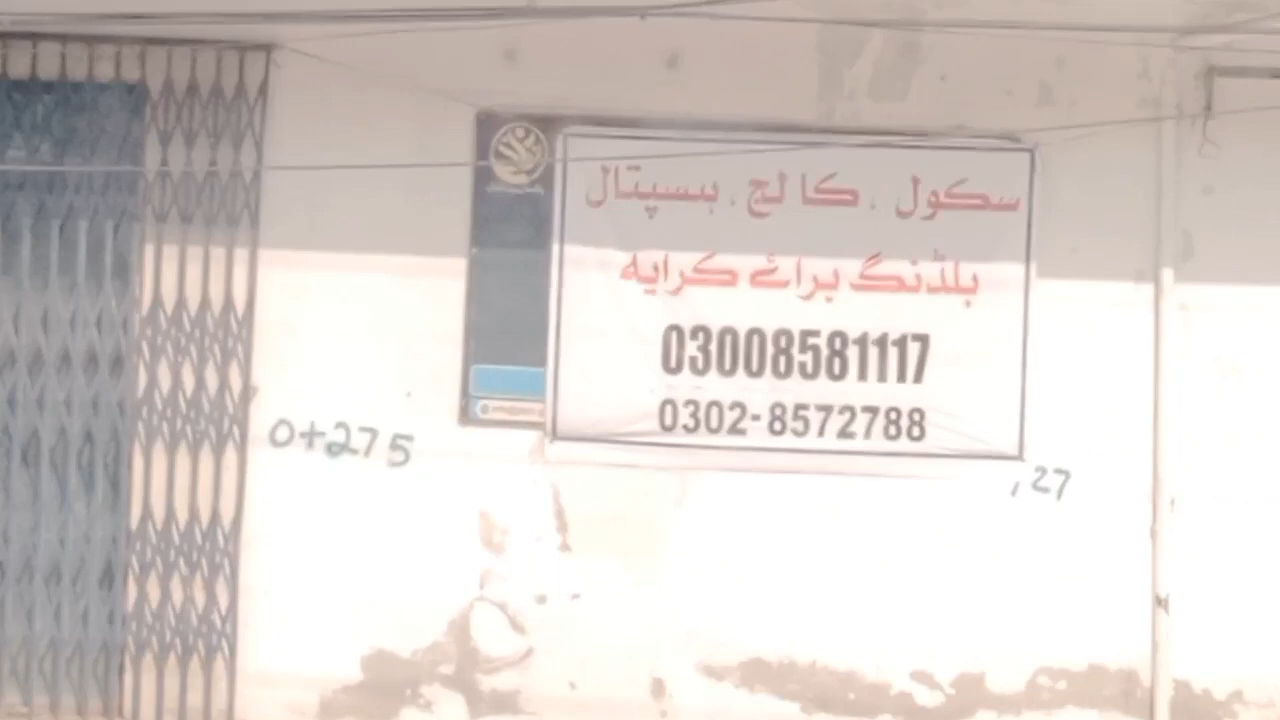 سکول ، کالج ، ہسپتال
بلڈنگ برائے کرایہ
03008581117
0302-8572788
0+275
, 27